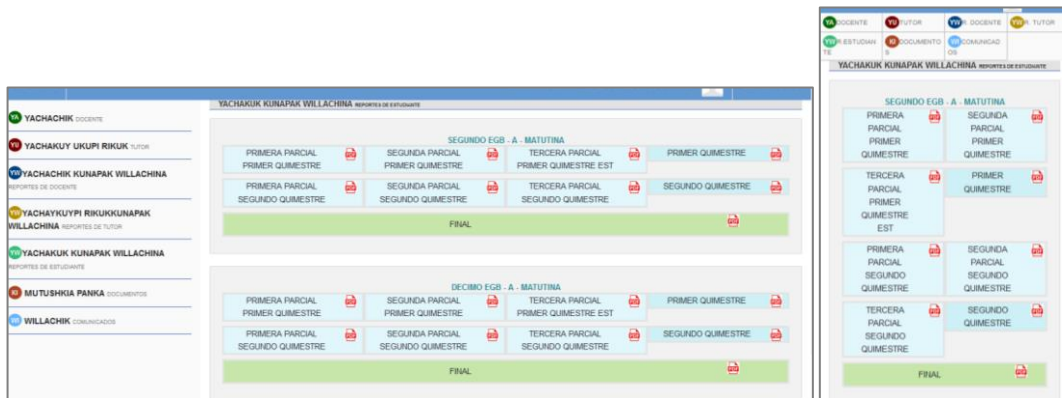 YACHAKUK KUNAPAK WILLACHINA REPORTES DE ESTUDIANTE
YA YACHACHIK DOCENTE
YU YACHAKUY UKUPI RIKUK TUTOR
YW YACHACHIK KUNAPAK WILLACHINA
REPORTES DE DOCENTE
YW YACHAYKUYPI RIKUKKUNAPAK
WILLACHINA REPORTES DE TUTOR
YW YACHAKUK KUNAPAK WILLACHINA
REPORTES DE ESTUDIANTE
KI MUTUSHKIA PANKA DOCUMENTOS
WI WILLACHIK COMUNICADOS
SEGUNDO EGB - A - MATUTINA
PRIMERA PARCIAL SEGUNDA PARCIAL TERCERA PARCIAL PRIMER QUIMESTRE
PRIMER QUIMESTRE PRIMER QUIMESTRE PRIMER QUIMESTRE EST
PRIMERA PARCIAL SEGUNDA PARCIAL TERCERA PARCIAL SEGUNDO QUIMESTRE
SEGUNDO QUIMESTRE SEGUNDO QUIMESTRE SEGUNDO QUIMESTRE
FINAL
DECIMO EGB - A - MATUTINA
PRIMERA PARCIAL SEGUNDA PARCIAL TERCERA PARCIAL PRIMER QUIMESTRE
PRIMER QUIMESTRE PRIMER QUIMESTRE PRIMER QUIMESTRE EST
PRIMERA PARCIAL SEGUNDA PARCIAL TERCERA PARCIAL SEGUNDO QUIMESTRE
SEGUNDO QUIMESTRE SEGUNDO QUIMESTRE SEGUNDO QUIMESTRE
FINAL
YA DOCENTE YU TUTOR YW R. DOCENTE YW R. TUTOR
YW R.ESTUDIAN KI DOCUMENTO WI COMUNICAD
TE S OS
YACHAKUK KUNAPAK WILLACHINA REPORTES DE ESTUDIANTE
SEGUNDO EGB - A - MATUTINA
PRIMERA SEGUNDA
PARCIAL PARCIAL
PRIMER PRIMER
QUIMESTRE QUIMESTRE
TERCERA PRIMER
PARCIAL QUIMESTRE
PRIMER
QUIMESTRE
EST
PRIMERA SEGUNDA
PARCIAL PARCIAL
SEGUNDO SEGUNDO
QUIMESTRE QUIMESTRE
TERCERA SEGUNDO
PARCIAL QUIMESTRE
SEGUNDO
QUIMESTRE
FINAL